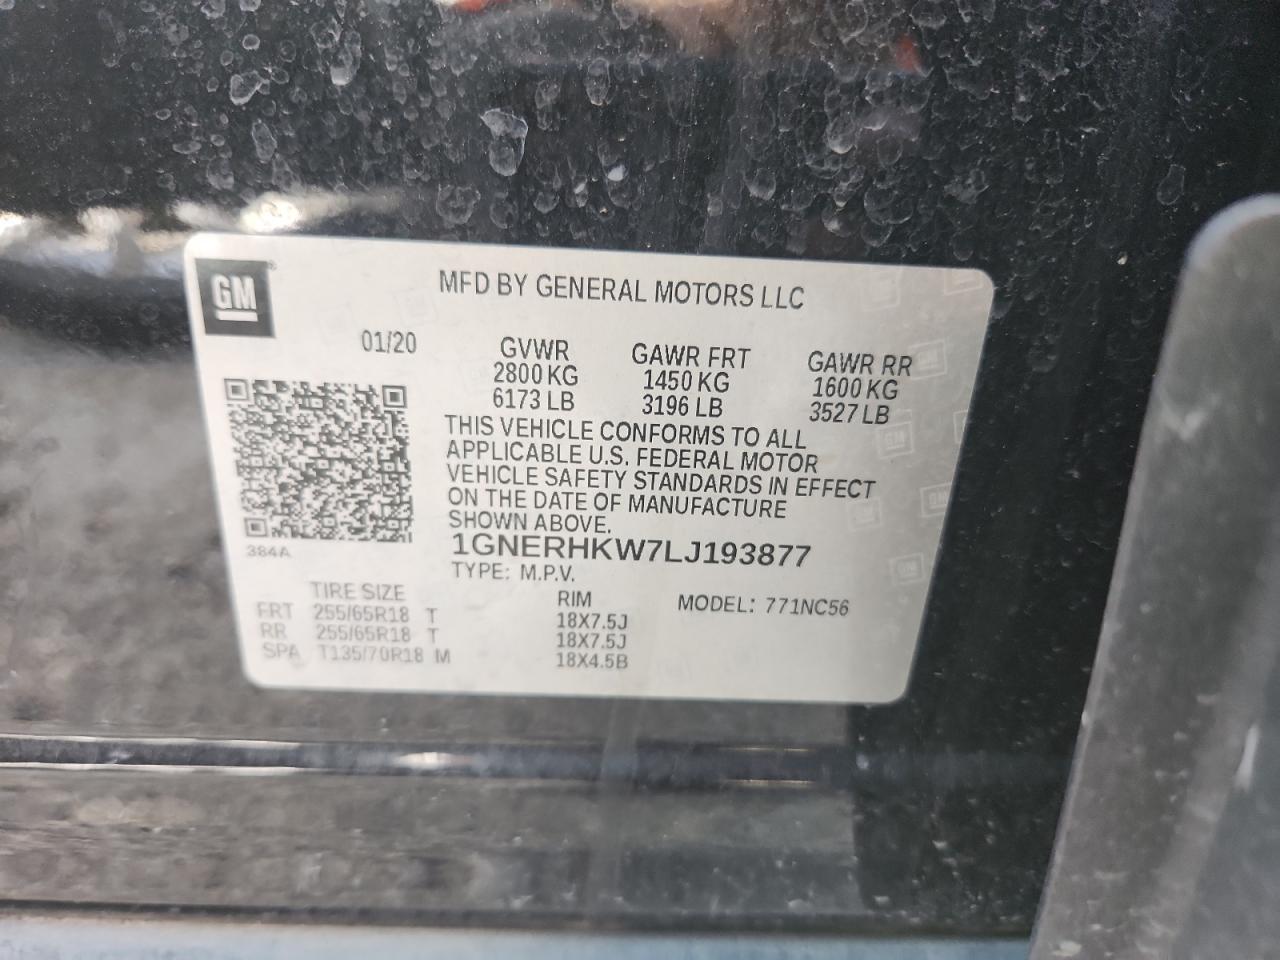 GM
MFD BY GENERAL MOTORS LLC
01/20
GVWR GAWR FRT GAWR RR
2800 KG 1450 KG 1600 KG
6173 LB 3196 LB 3527 LB
THIS VEHICLE CONFORMS TO ALL
APPLICABLE U.S. FEDERAL MOTOR
VEHICLE SAFETY STANDARDS IN EFFECT
ON THE DATE OF MANUFACTURE
SHOWN ABOVE.
384A
1GNERHKW7LJ193877
TYPE: M.P.V.
TIRE SIZE RIM MODEL: 771NC56
FRT 255/65R18 T 18X7.5J
RR 255/65R18 T 18X7.5J
SPA T135/70R18 M 18X4.5B